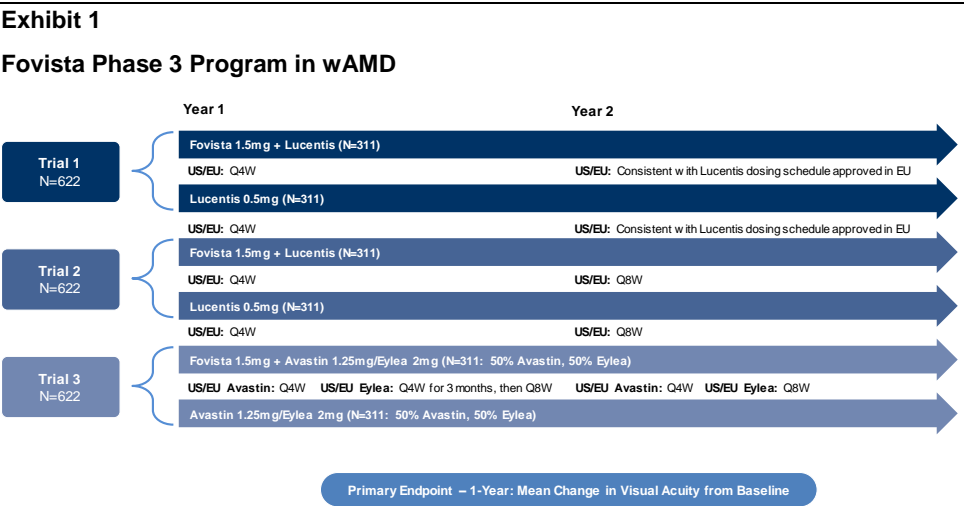 Exhibit 1
Fovista Phase 3 Program in wAMD
Year 1
Year 2
Trial 1
N=622
Fovista 1.5mg + Lucentis (N=311)
US/EU: Q4W
US/EU: Consistent with Lucentis dosing schedule approved in EU
Lucentis 0.5mg (N=311)
US/EU: Q4W
US/EU: Consistent with Lucentis dosing schedule approved in EU
Trial 2
N=622
Fovista 1.5mg + Lucentis (N=311)
US/EU: Q4W
US/EU: Q8W
Lucentis 0.5mg (N=311)
US/EU: Q4W
US/EU: Q8W
Trial 3
N=622
Fovista 1.5mg + Avastin 1.25mg/Eylea 2mg (N=311: 50% Avastin, 50% Eylea)
US/EU Avastin: Q4W US/EU Eylea: Q4W for 3 months, then Q8W
US/EU Avastin: Q4W US/EU Eylea: Q8W
Avastin 1.25mg/Eylea 2mg (N=311: 50% Avastin, 50% Eylea)
Primary Endpoint – 1-Year: Mean Change in Visual Acuity from Baseline